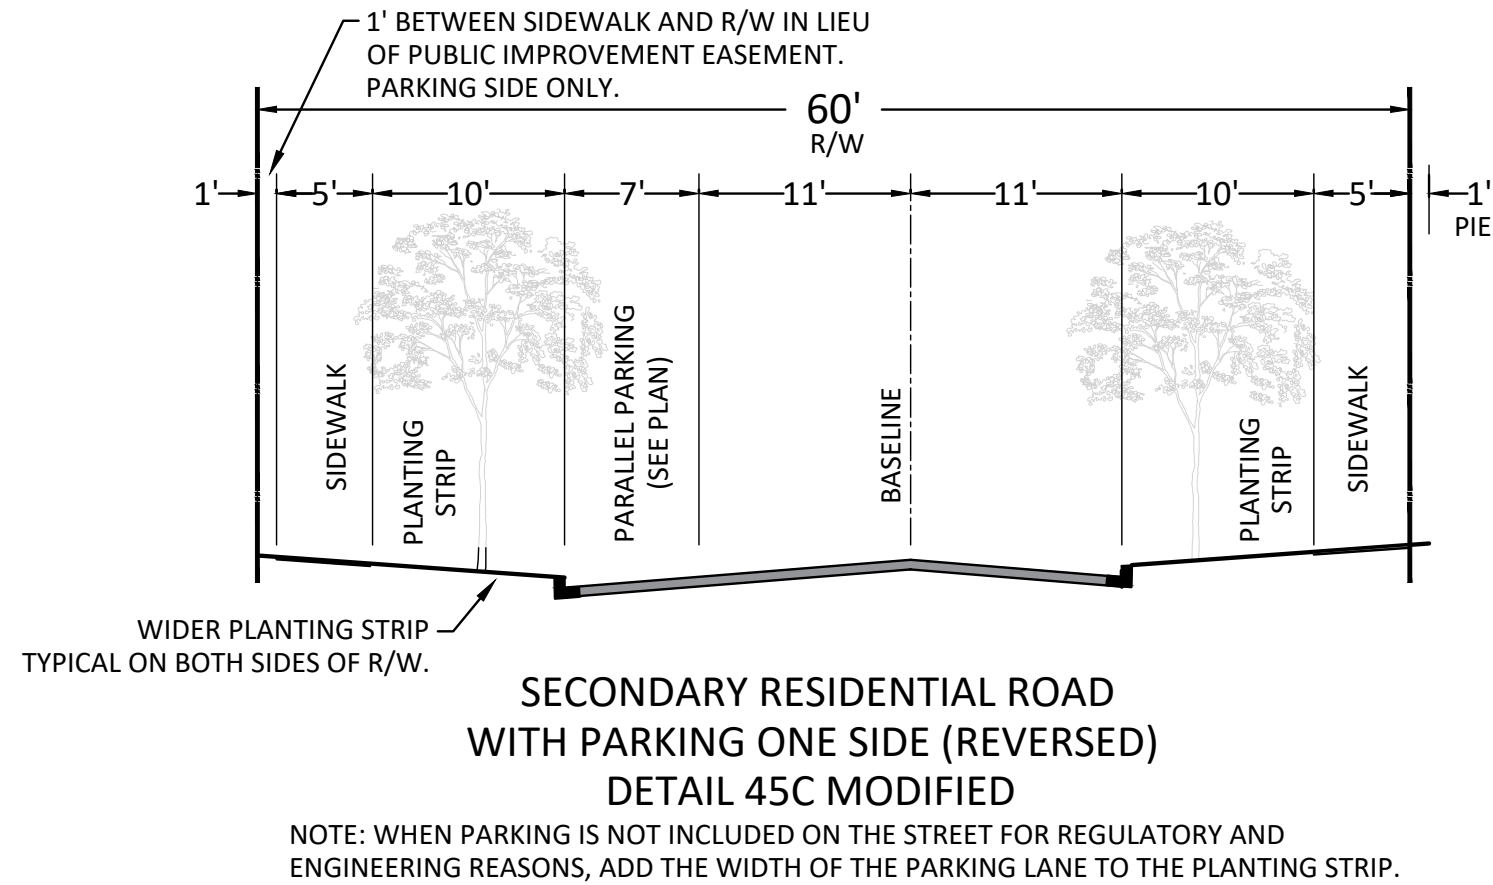 1' BETWEEN SIDEWALK AND R/W IN LIEU
OF PUBLIC IMPROVEMENT EASEMENT.
PARKING SIDE ONLY.
60'
R/W
1' 5' 10' 7' 11' 11' 10' 5' 1'
PIE
SIDEWALK
PLANTING
STRIP
PARALLEL PARKING
(SEE PLAN)
BASELINE
PLANTING
STRIP
SIDEWALK
WIDER PLANTING STRIP
TYPICAL ON BOTH SIDES OF R/W.
SECONDARY RESIDENTIAL ROAD
WITH PARKING ONE SIDE (REVERSED)
DETAIL 45C MODIFIED
NOTE: WHEN PARKING IS NOT INCLUDED ON THE STREET FOR REGULATORY AND
ENGINEERING REASONS, ADD THE WIDTH OF THE PARKING LANE TO THE PLANTING STRIP.